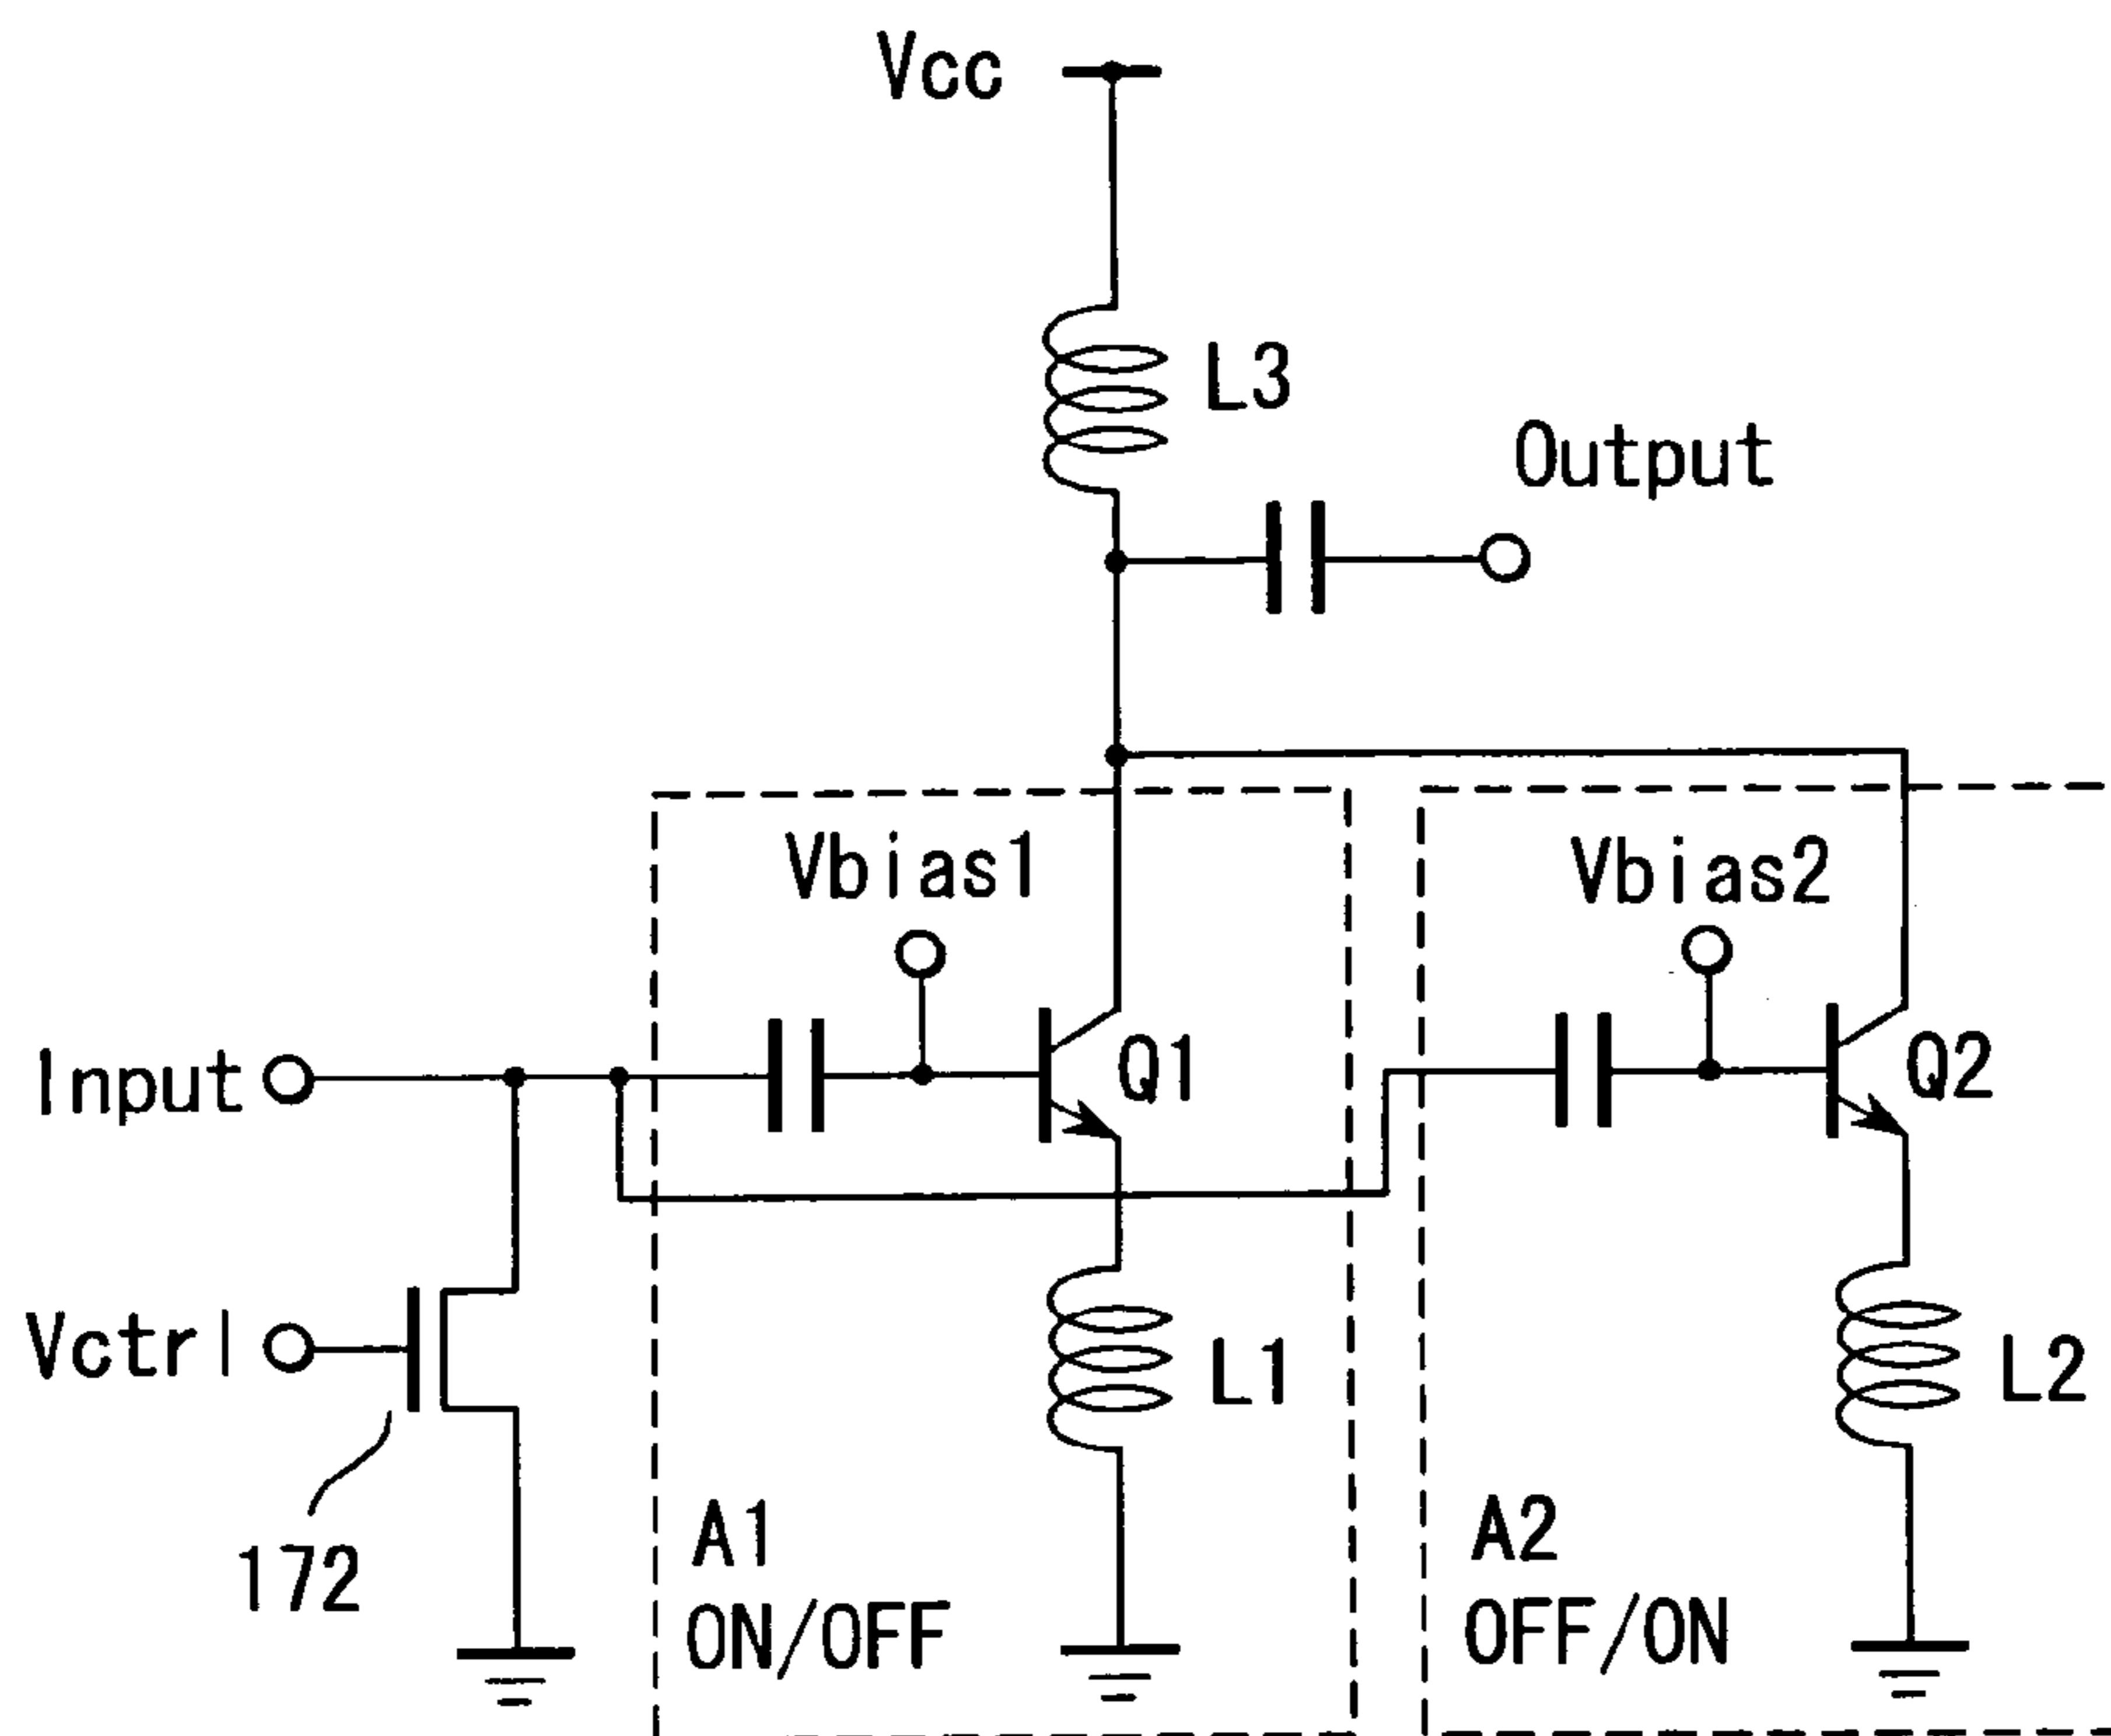 Vcc
L3
Output
Vbias1
Vbias2
Input
Q1
Q2
Vctrl
L1
L2
172
A1
ON/OFF
A2
OFF/ON